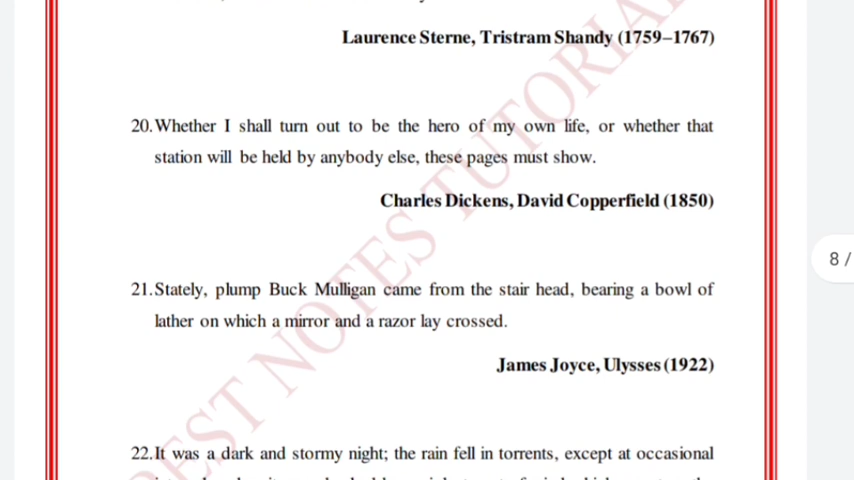 Laurence Sterne, Tristram Shandy (1759–1767)
20. Whether I shall turn out to be the hero of my own life, or whether that
station will be held by anybody else, these pages must show.
Charles Dickens, David Copperfield (1850)
8 /
21. Stately, plump Buck Mulligan came from the stair head, bearing a bowl of
lather on which a mirror and a razor lay crossed.
James Joyce, Ulysses (1922)
22. It was a dark and stormy night; the rain fell in torrents, except at occasional
BEST NOTES TUTORIAL